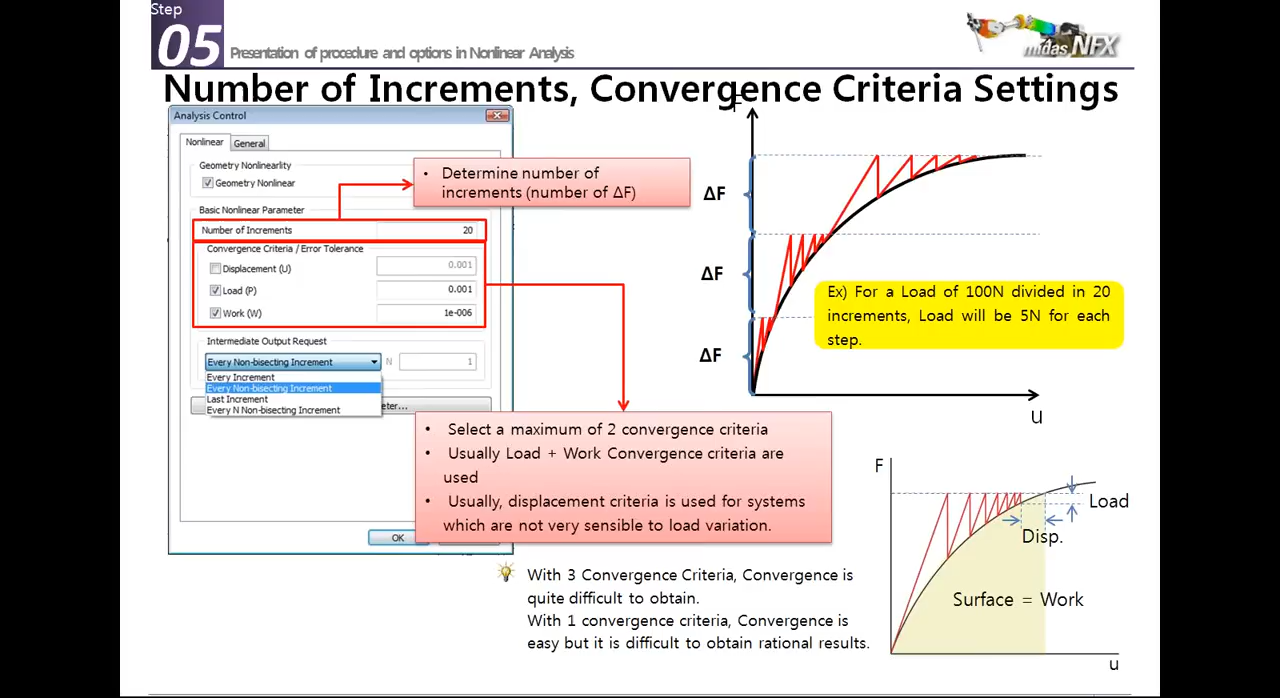 Step
05
Presentation of procedure and options in Nonlinear Analysis
midas NFX
Number of Increments, Convergence Criteria Settings
Analysis Control
Nonlinear
General
Geometry Nonlinearlity
Geometry Nonlinear
Basic Nonlinear Parameter
Number of Increments 20
Convergence Criteria / Error Tolerance
Displacement (U) 0.001
Load (P) 0.001
Work (W) 1e-006
Intermediate Output Request
Every Non-bisecting Increment N 1
Every Increment
Every Non-bisecting Increment
Last Increment
Every N Non-bisecting Increment
eter...
OK
• Determine number of
increments (number of ΔF)
• Select a maximum of 2 convergence criteria
• Usually Load + Work Convergence criteria are
used
• Usually, displacement criteria is used for systems
which are not very sensible to load variation.
With 3 Convergence Criteria, Convergence is
quite difficult to obtain.
With 1 convergence criteria, Convergence is
easy but it is difficult to obtain rational results.
F
ΔF
ΔF
ΔF
u
Ex) For a Load of 100N divided in 20
increments, Load will be 5N for each
step.
F
Load
Disp.
Surface = Work
u